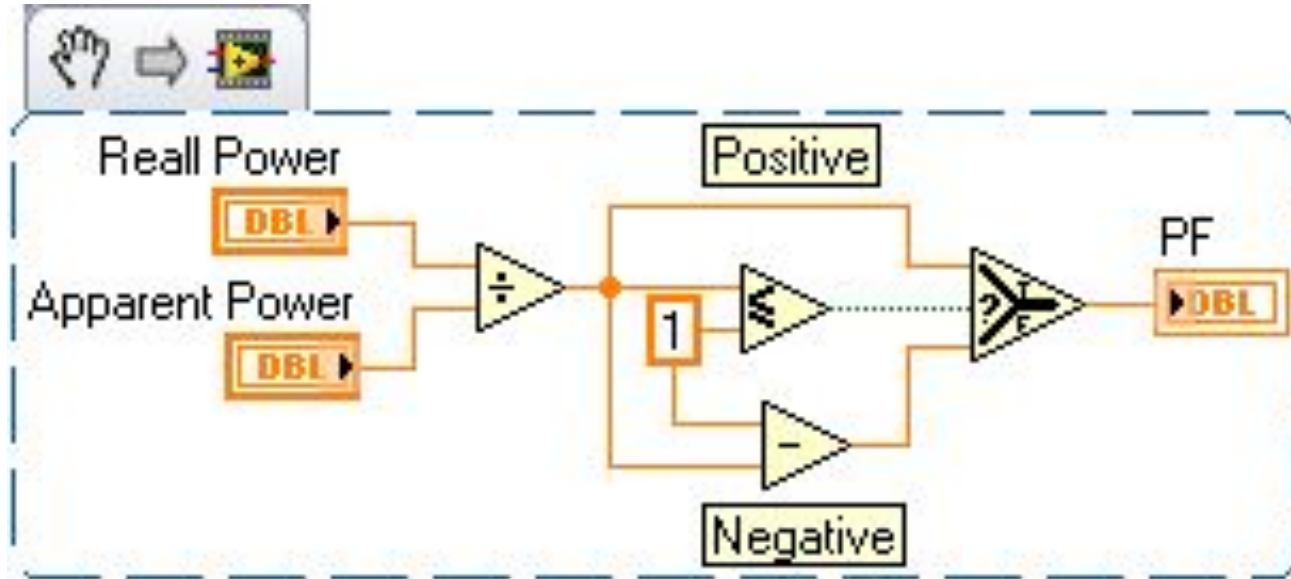 Reall Power
DBL
Apparent Power
DBL
Positive
÷
1
≤
-
?
T
F
PF
DBL
Negative